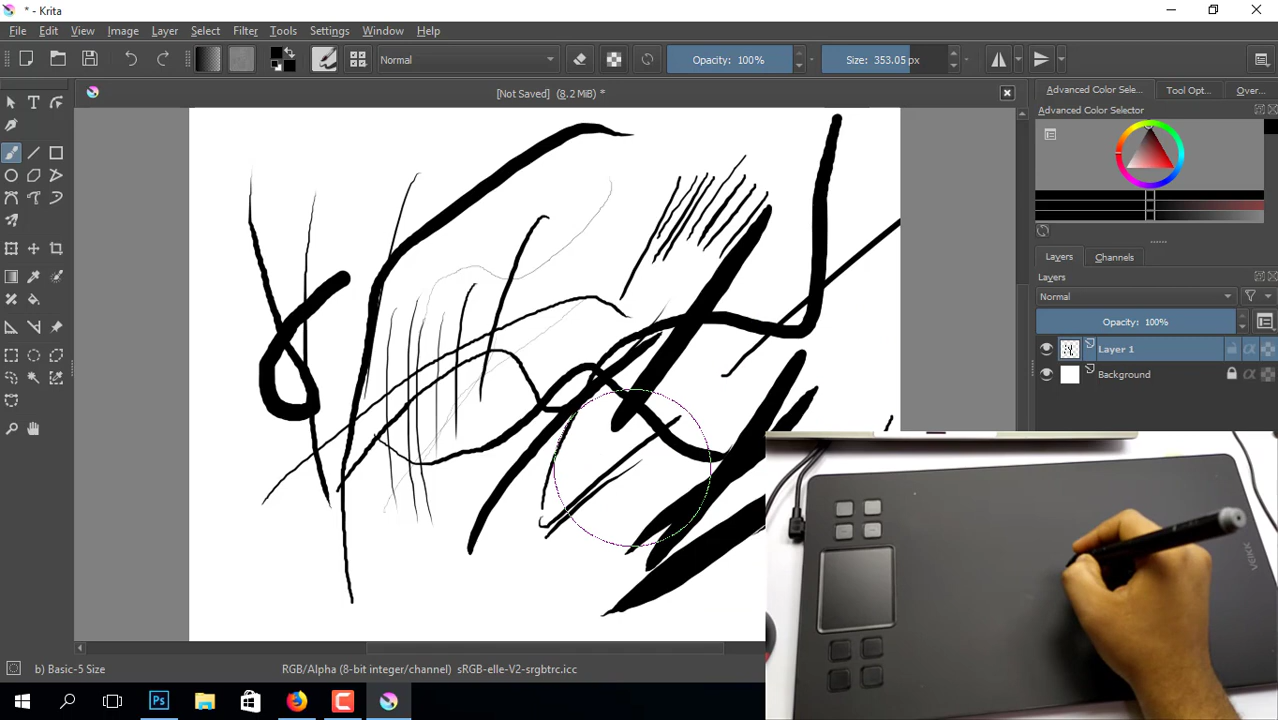 * - Krita
File Edit View Image Layer Select Filter Tools Settings Window Help
Normal Opacity: 100% Size: 353.05 px
[Not Saved] (8.2 MiB) *
Advanced Color Sele... Tool Opt... Over...
Advanced Color Selector
Layers Channels
Layers
Normal
Opacity: 100%
Layer 1
Background
VEIKK
b) Basic-5 Size RGB/Alpha (8-bit integer/channel) sRGB-elle-V2-srgbtrc.icc
Ps